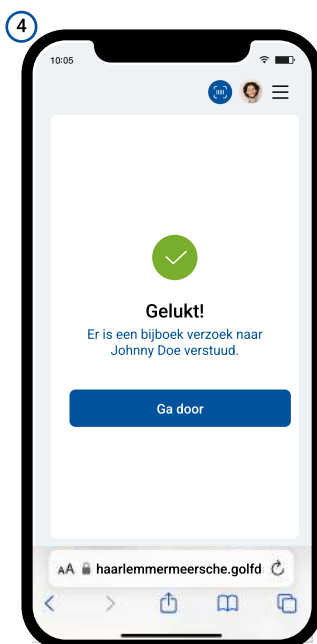 4
10:05
Gelukt!
Er is een bijboek verzoek naar
Johnny Doe verstuud.
Ga door
AA haarlemmermeersche.golfd